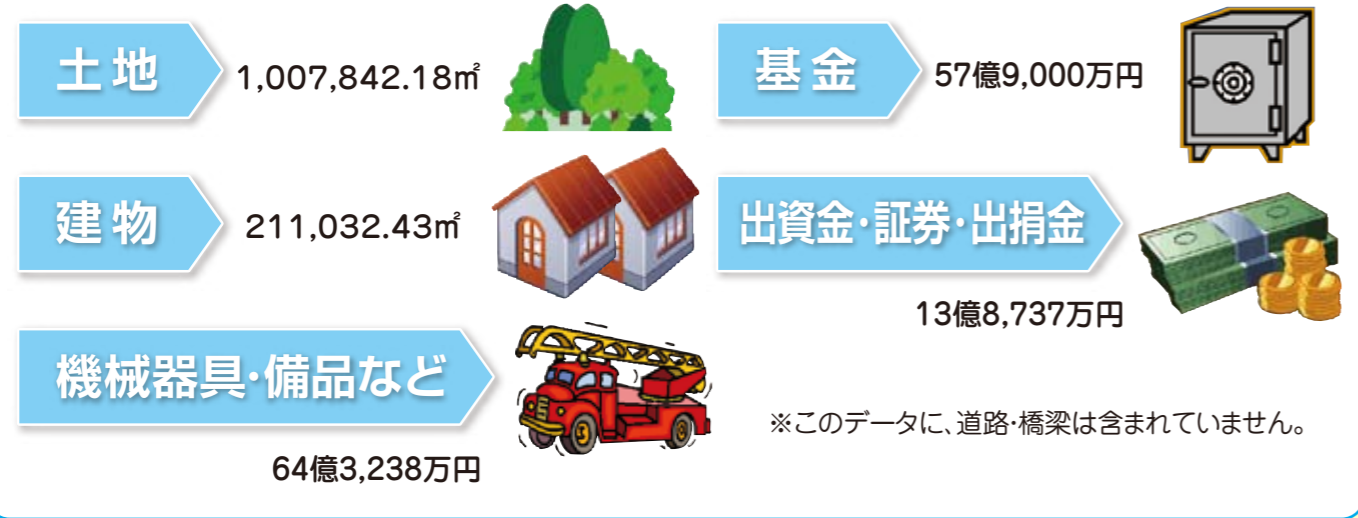 土地
1,007,842.18㎡
建物
211,032.43㎡
機械器具・備品など
64億3,238万円
基金
57億9,000万円
出資金・証券・出捐金
13億8,737万円
※このデータに、道路・橋梁は含まれていません。